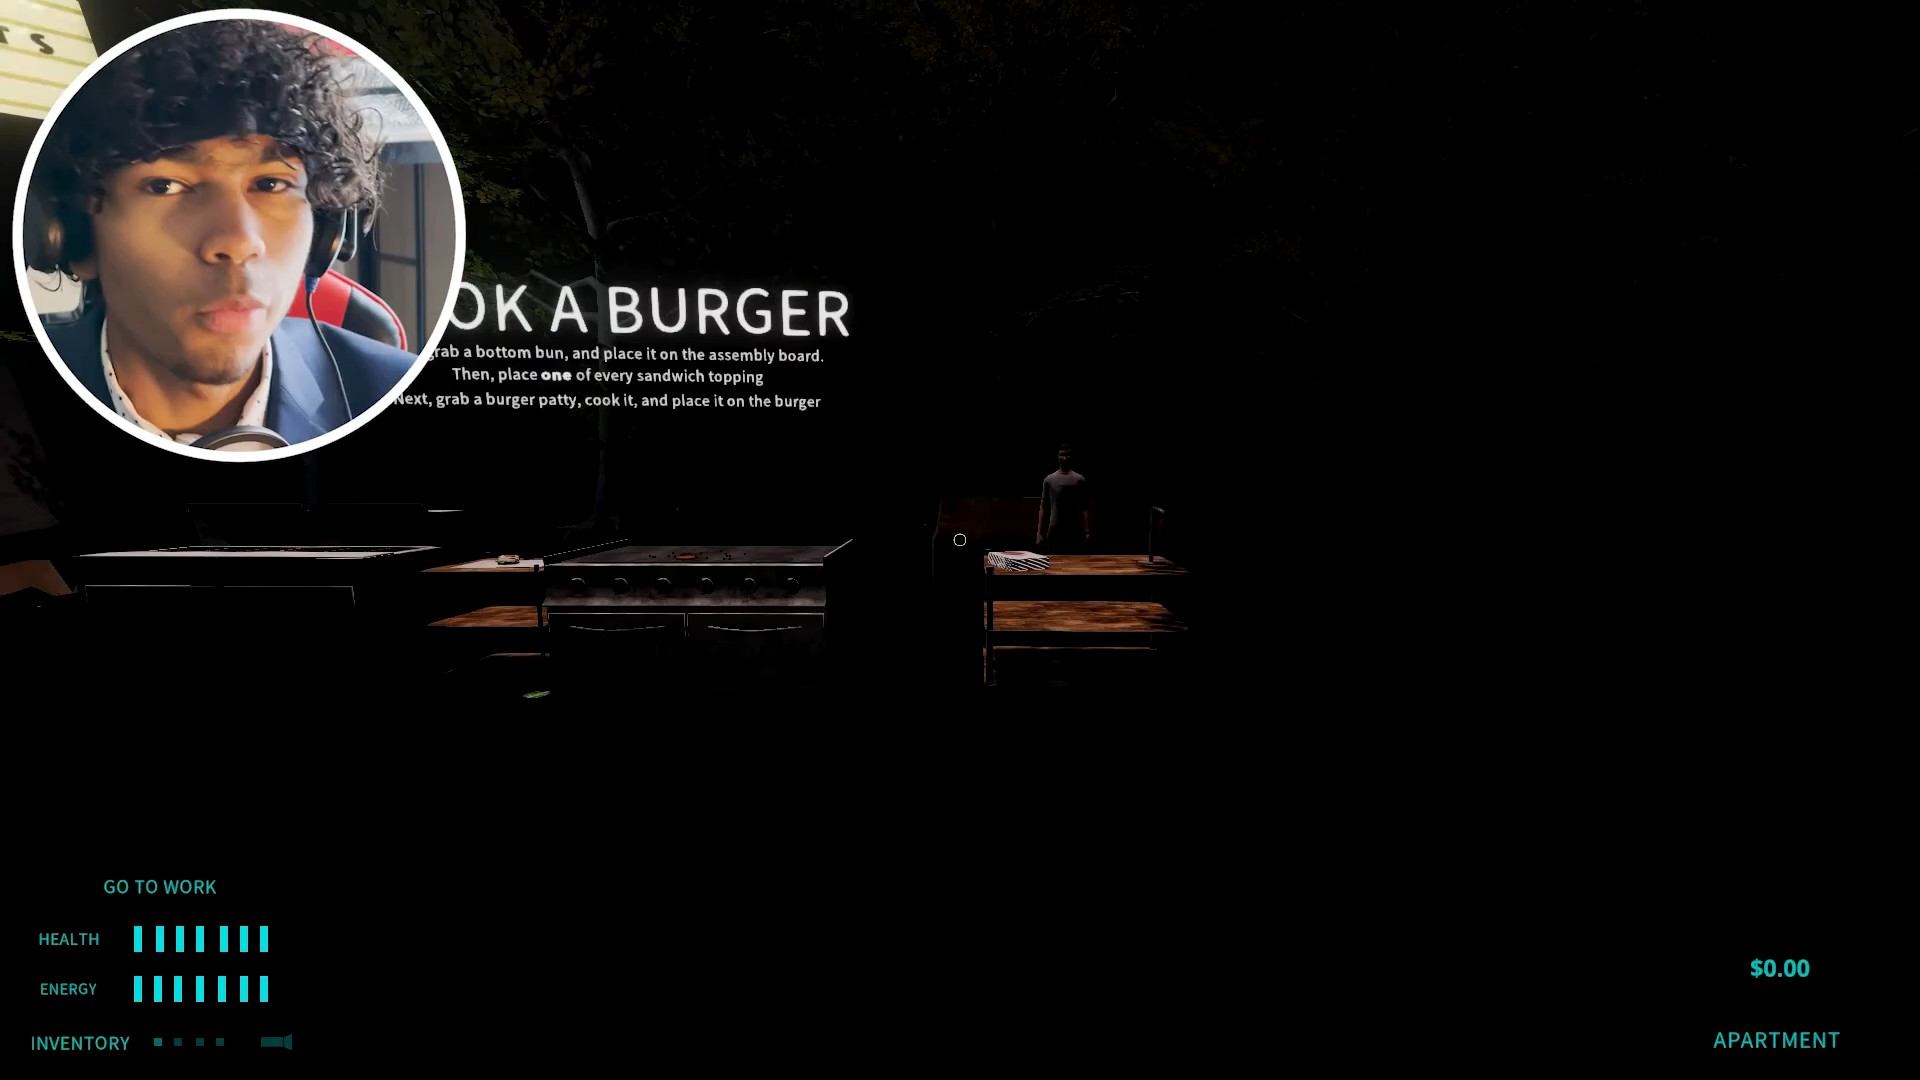 TS
OK A BURGER
grab a bottom bun, and place it on the assembly board.
Then, place one of every sandwich topping
Next, grab a burger patty, cook it, and place it on the burger
GO TO WORK
HEALTH
ENERGY
INVENTORY
$0.00
APARTMENT